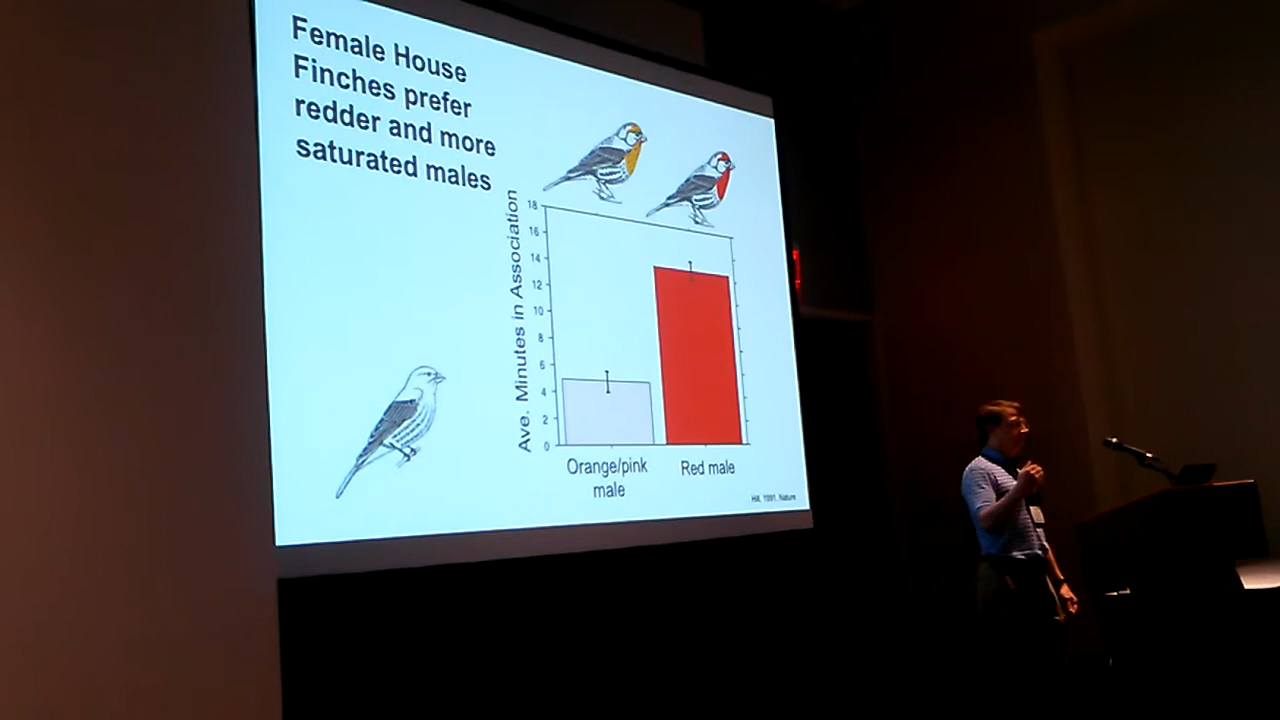 Female House
Finches prefer
redder and more
saturated males
Ave. Minutes in Association
18
16
14
12
10
8
6
4
2
0
Orange/pink
male
Red male
Hill, 1991, Nature